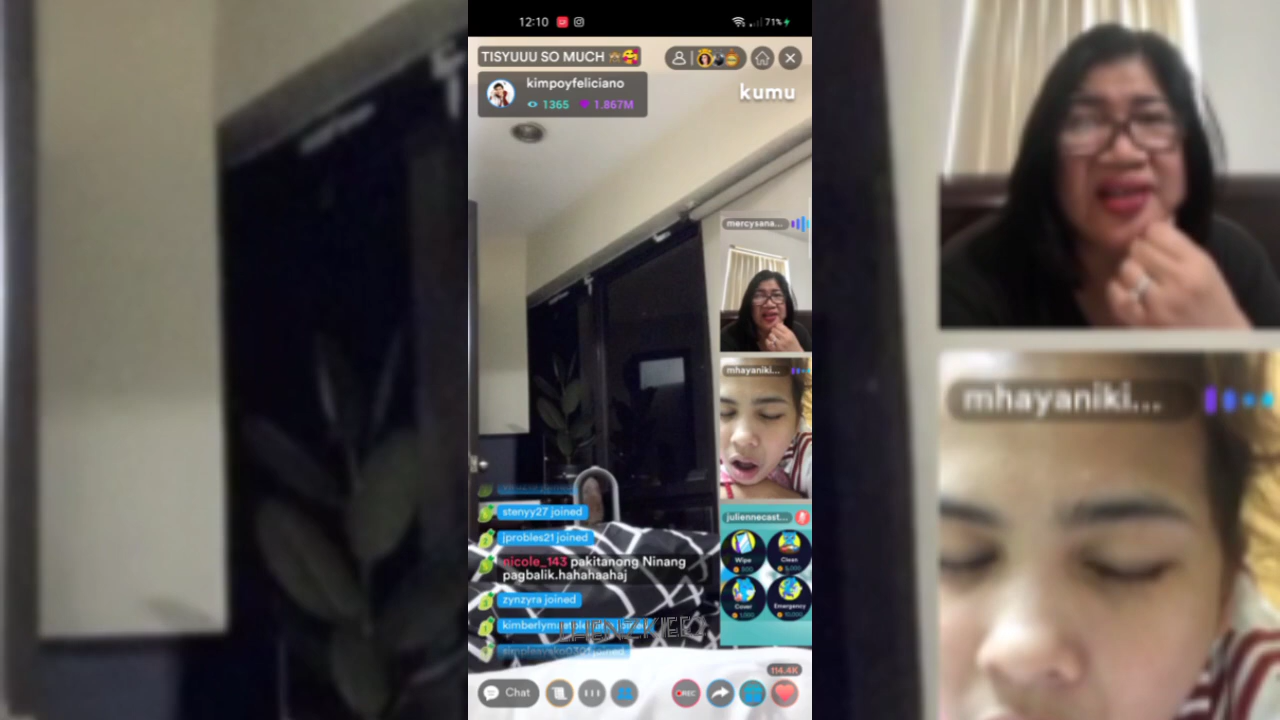 12:10
71%
TISYUUU SO MUCH
kimpoyfeliciano
1365 1.867M
kumu
mercysana...
mhayaniki...
stenyy27 joined
jprobles21 joined
nicole_143 pakitanong Ninang
pagbalik.hahahaahaj
zynzyra joined
juliennecast...
Wipe
Clean
Cover
Emergency
114.4K
Chat
REC
mhayaniki...